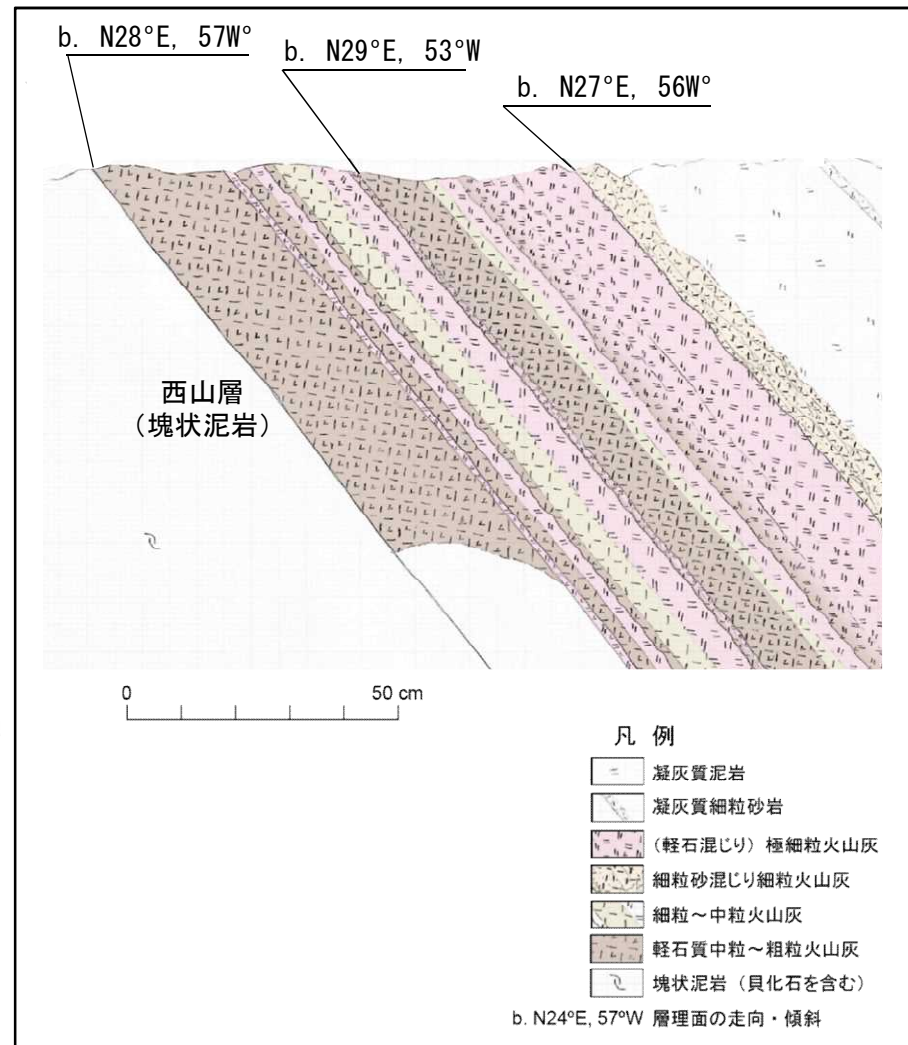 b. N28°E, 57W°
b. N29°E, 53°W
b. N27°E, 56W°
西山層
（塊状泥岩）
0 50 cm
凡 例
凝灰質泥岩
凝灰質細粒砂岩
（軽石混じり）極細粒火山灰
細粒砂混じり細粒火山灰
細粒～中粒火山灰
軽石質中粒～粗粒火山灰
塊状泥岩（貝化石を含む）
b. N24°E, 57°W 層理面の走向・傾斜